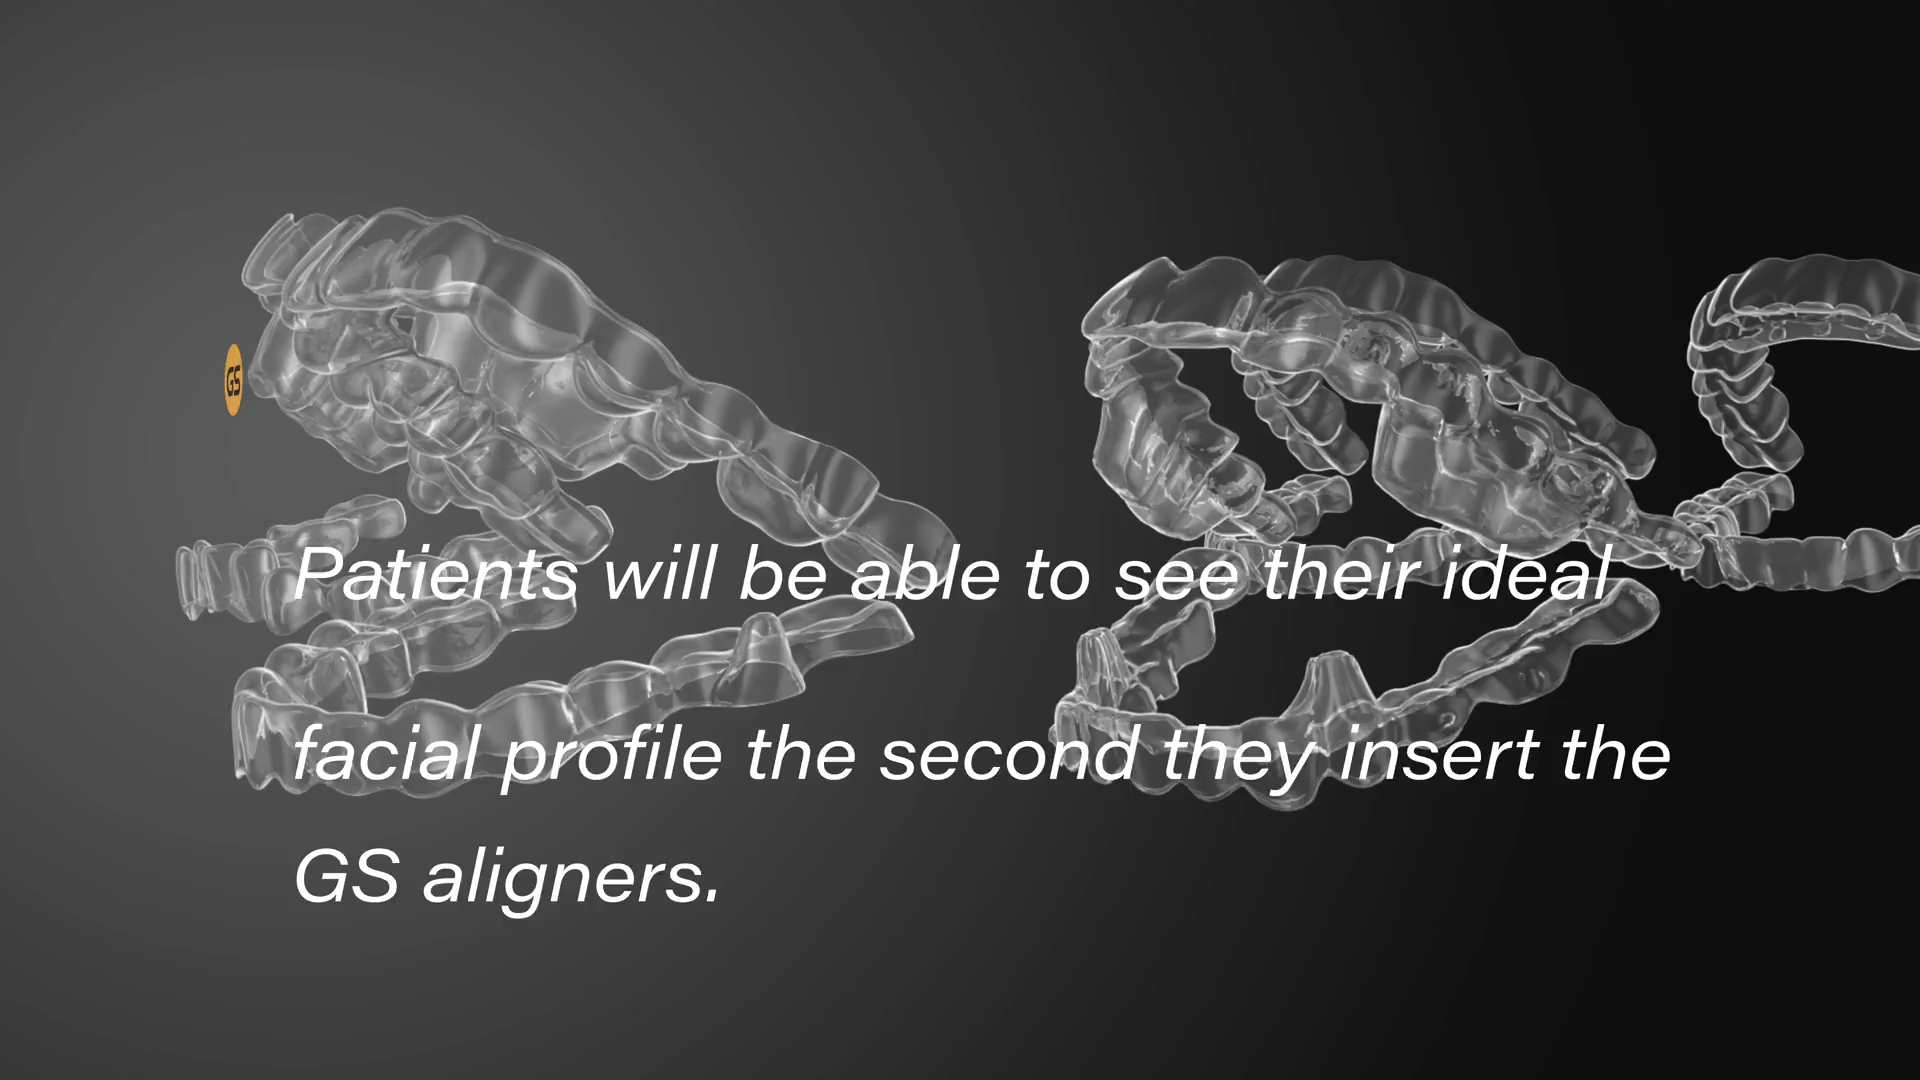 GS
Patients will be able to see their ideal
facial profile the second they insert the
GS aligners.